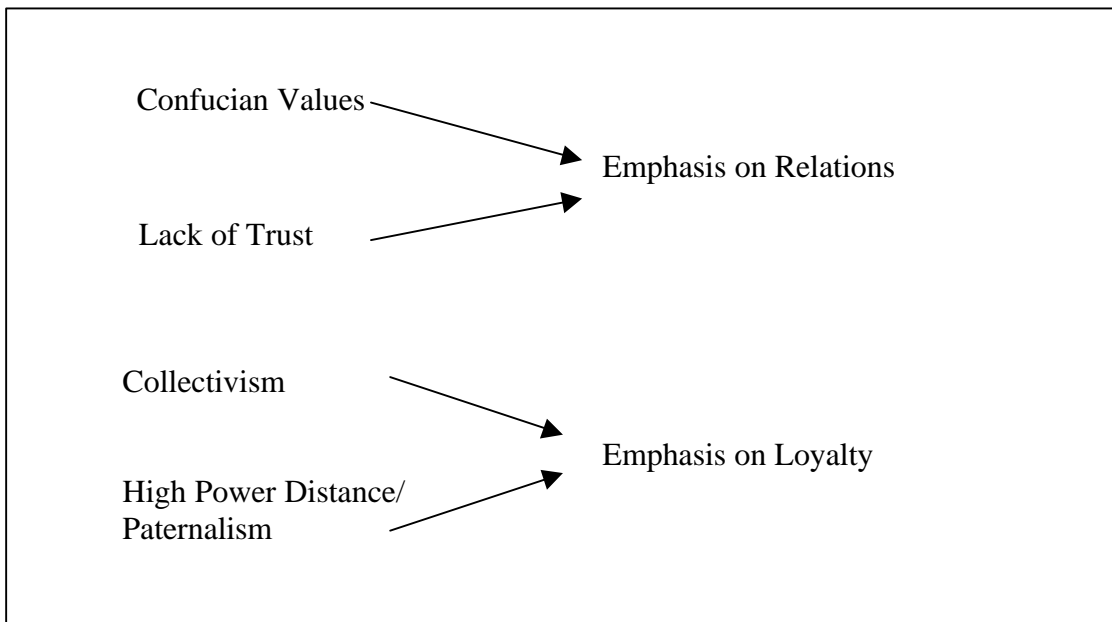 Confucian Values
Emphasis on Relations
Lack of Trust
Collectivism
Emphasis on Loyalty
High Power Distance/
Paternalism